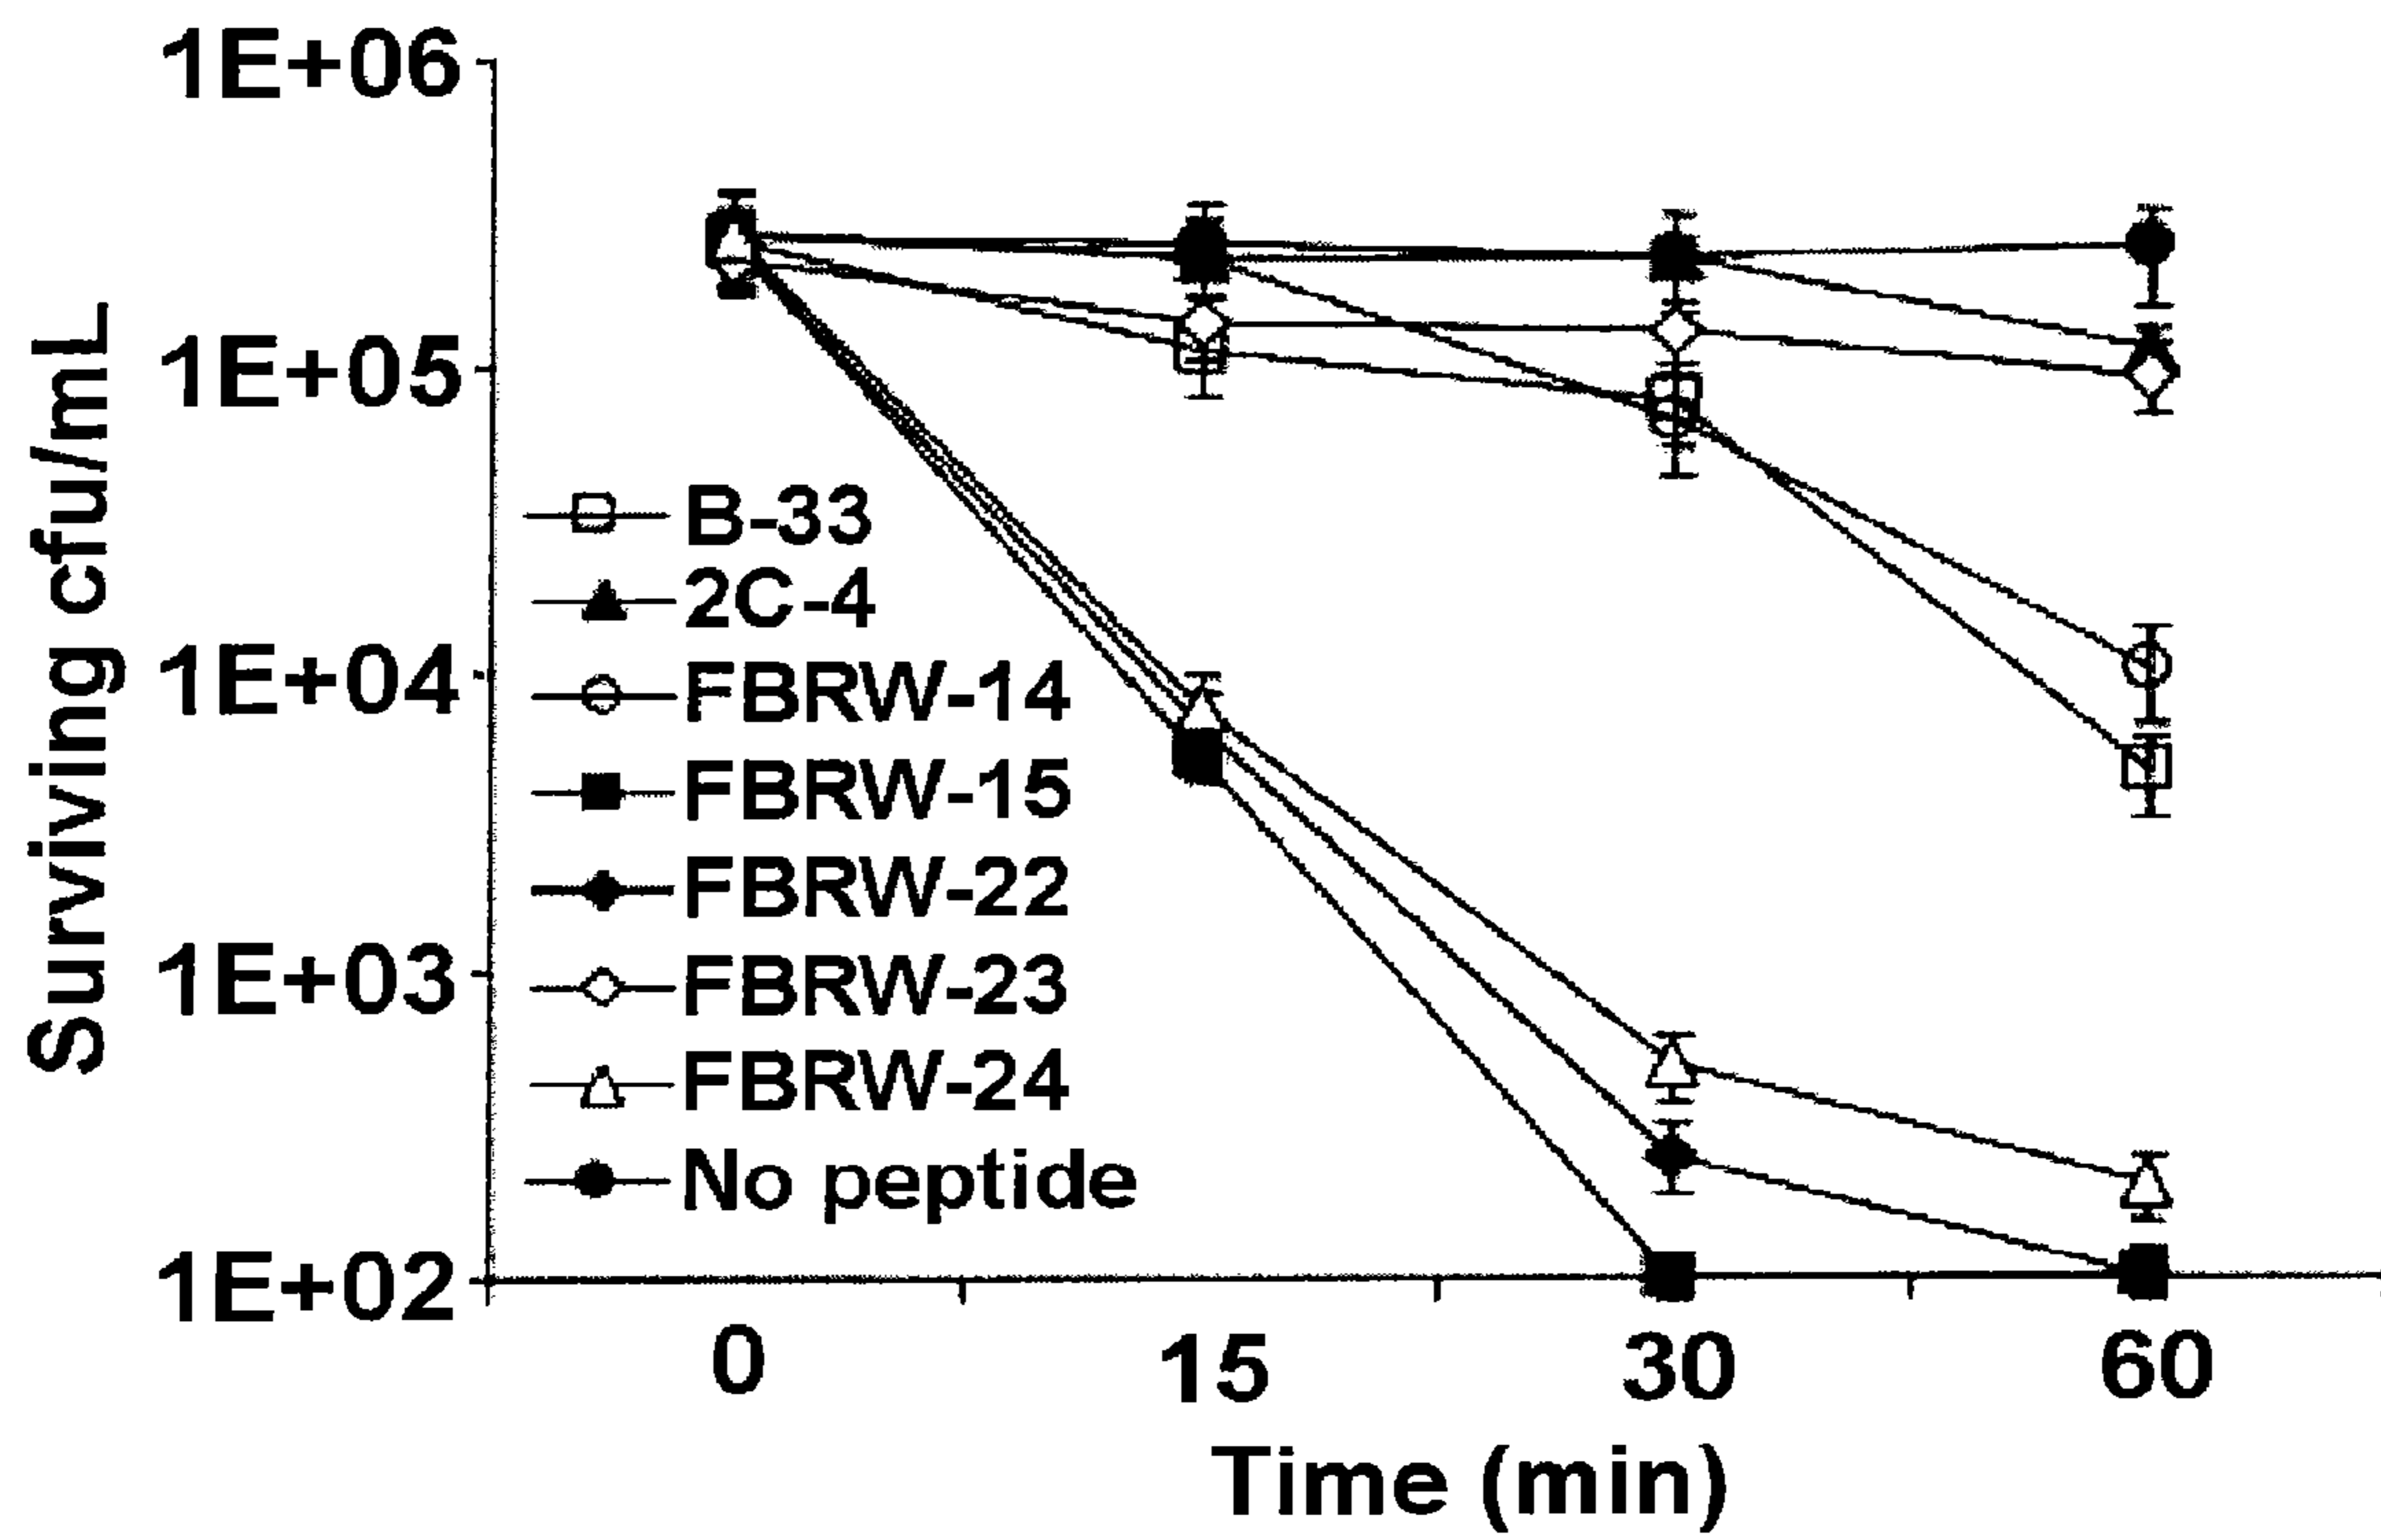 1E+06
1E+05
1E+04
1E+03
1E+02
Surviving cfu/mL
B-33
2C-4
FBRW-14
FBRW-15
FBRW-22
FBRW-23
FBRW-24
No peptide
0 15 30 60
Time (min)